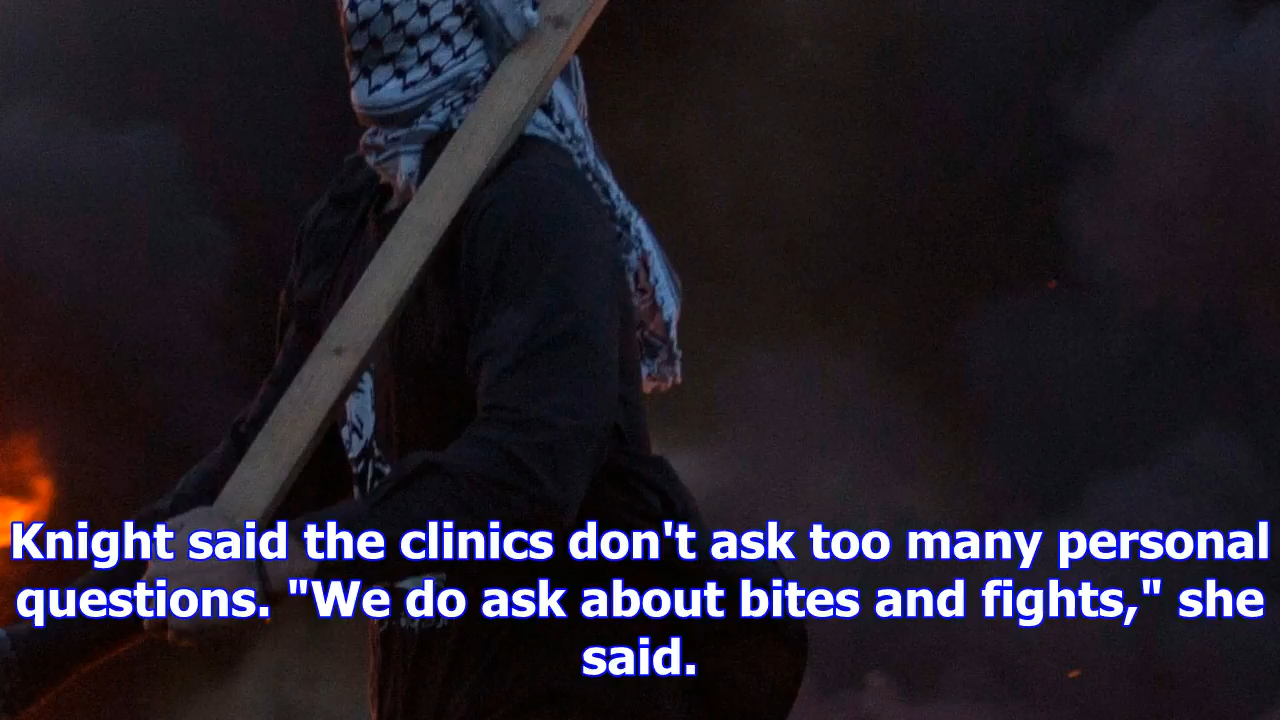 Knight said the clinics don't ask too many personal
questions. "We do ask about bites and fights," she
said.